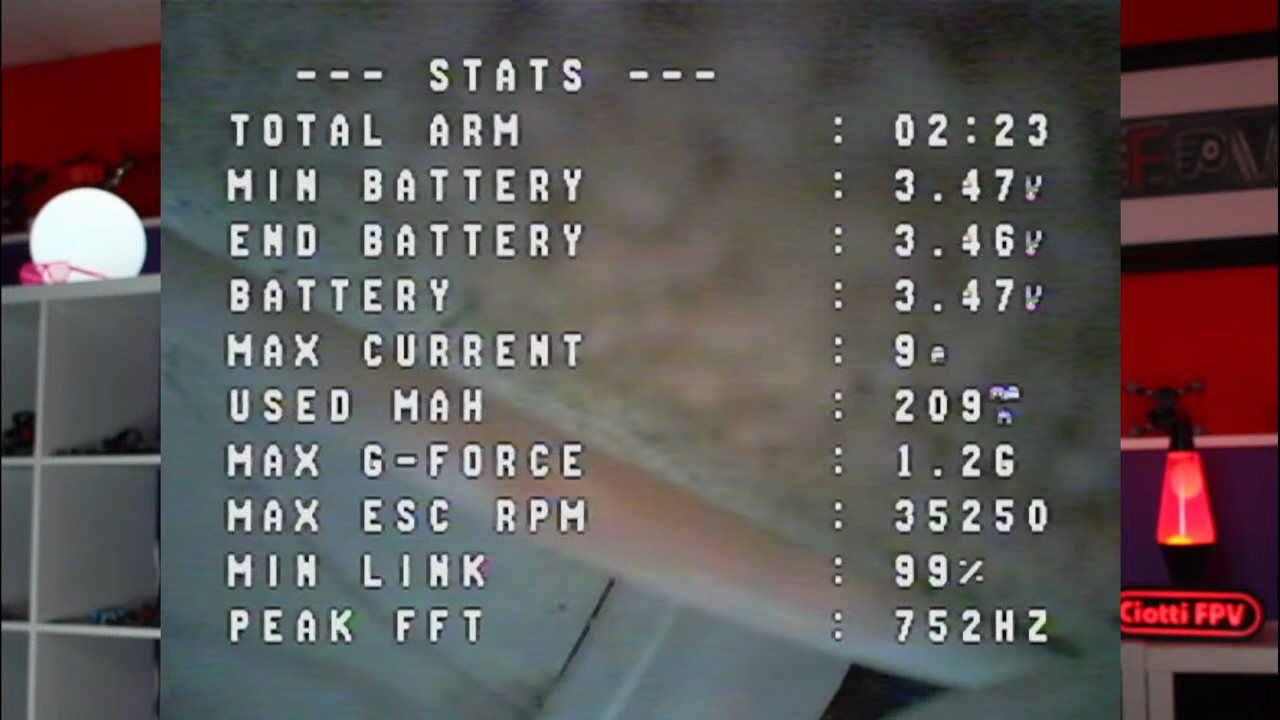 --- STATS ---
TOTAL ARM : 02:23
MIN BATTERY : 3.47V
END BATTERY : 3.46V
BATTERY : 3.47V
MAX CURRENT : 9A
USED MAH : 209mAh
MAX G-FORCE : 1.2G
MAX ESC RPM : 35250
MIN LINK : 99%
PEAK FFT : 752HZ
FPV
Ciotti FPV